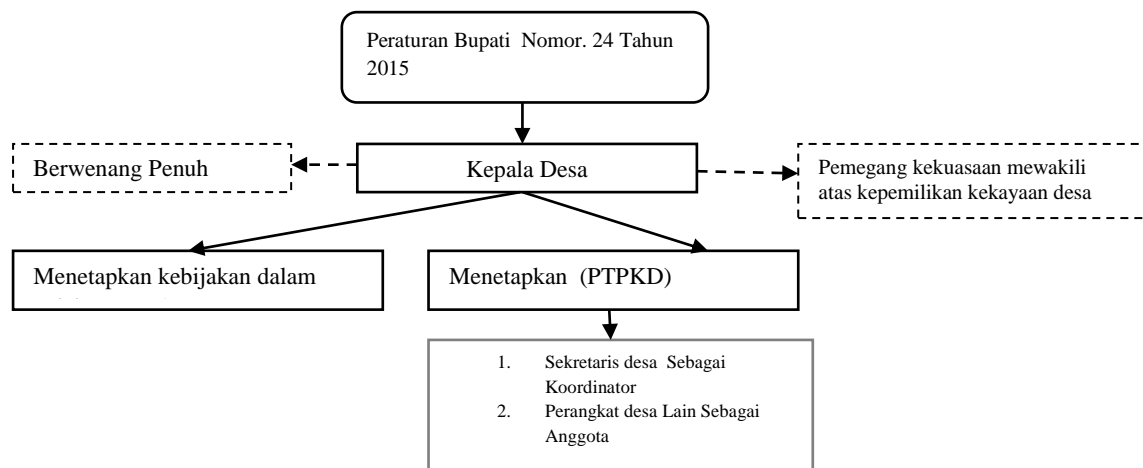 Peraturan Bupati Nomor. 24 Tahun
2015
Berwenang Penuh
Kepala Desa
Pemegang kekuasaan mewakili
atas kepemilikan kekayaan desa
Menetapkan kebijakan dalam
Menetapkan (PTPKD)
1. Sekretaris desa Sebagai
Koordinator
2. Perangkat desa Lain Sebagai
Anggota